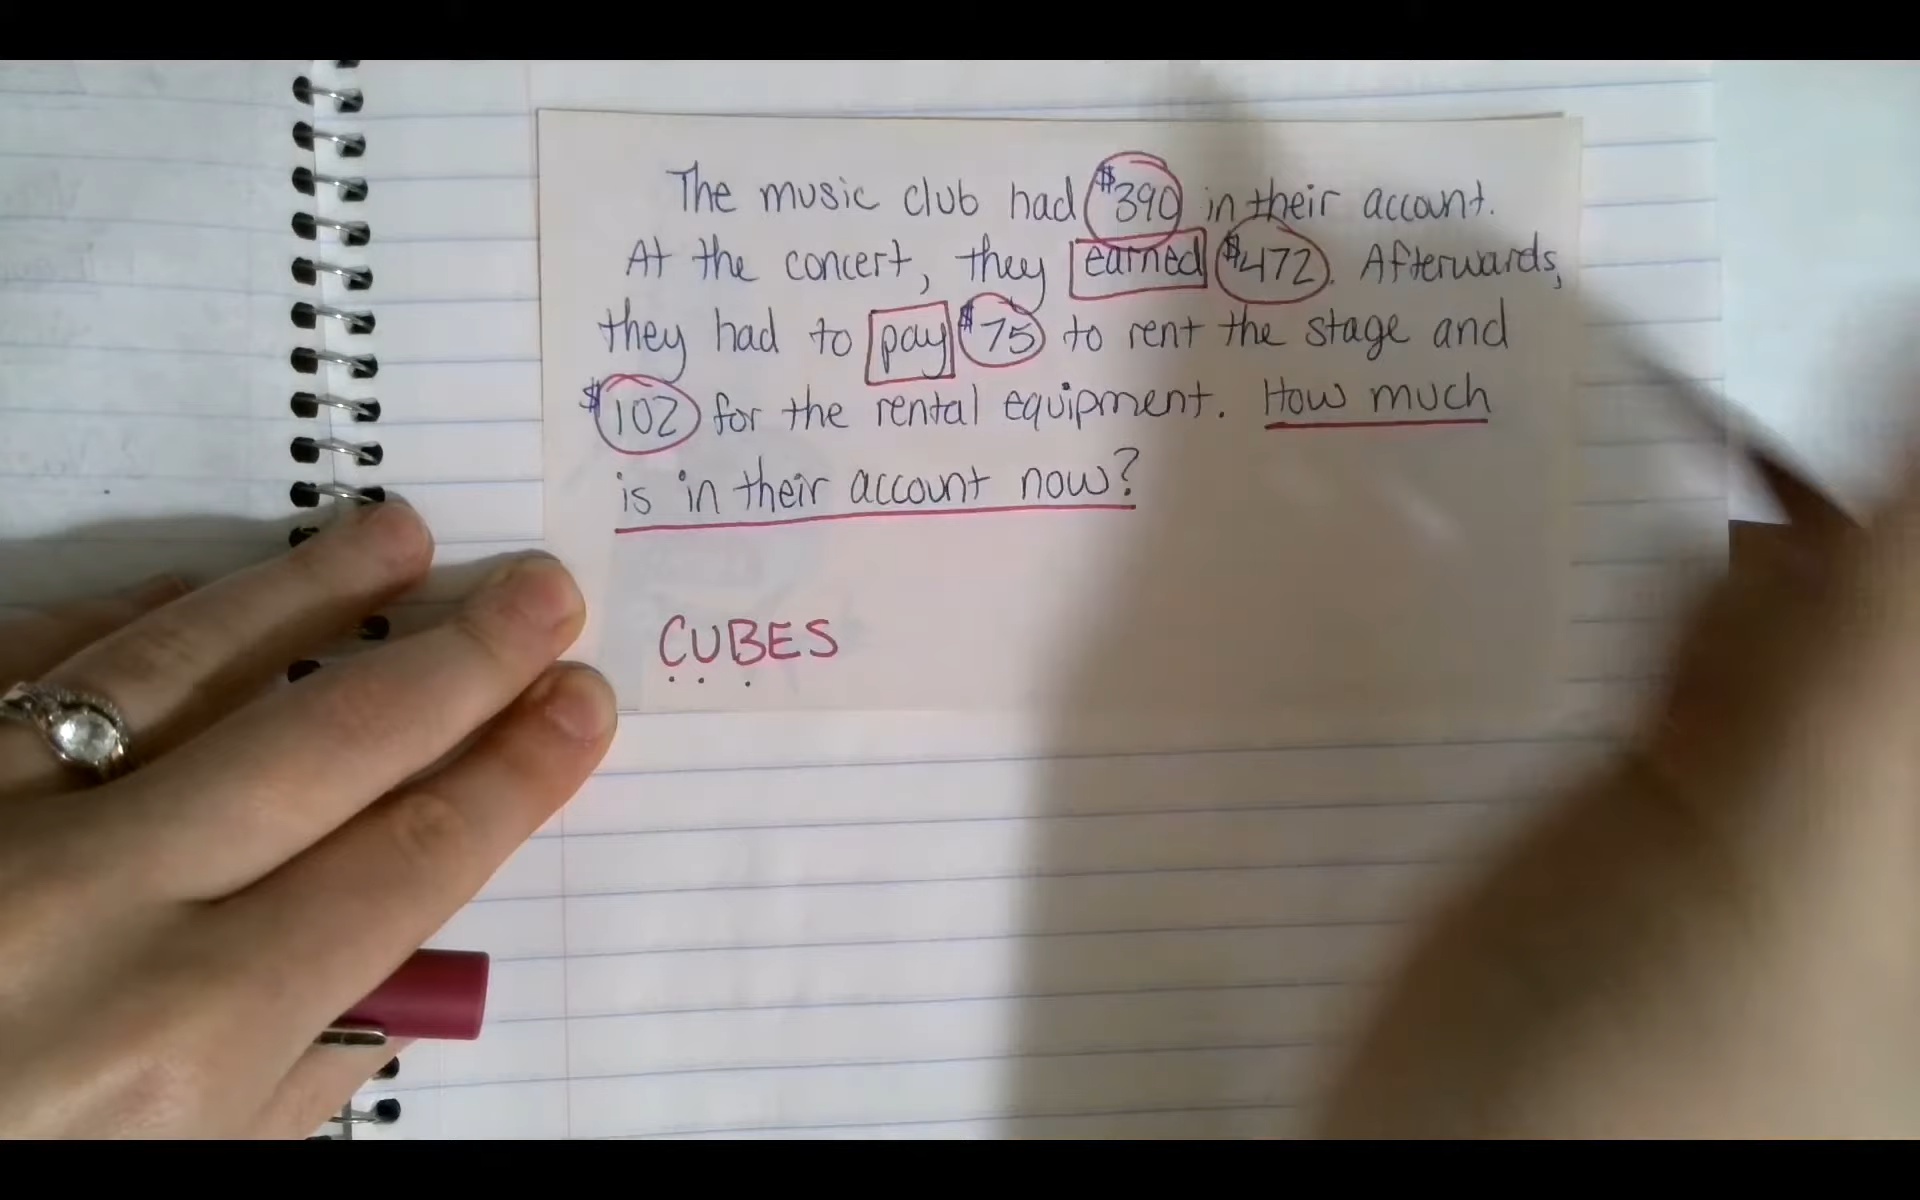 The music club had $390 in their account.
At the concert, they earned $472. Afterwards,
they had to pay $75 to rent the stage and
$102 for the rental equipment. How much
is in their account now?
CUBES